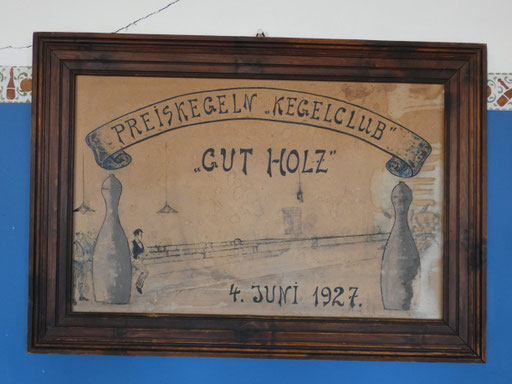 PREISKEGELN „KEGELCLUB"
„GUT HOLZ"
4. JUNI 1927.